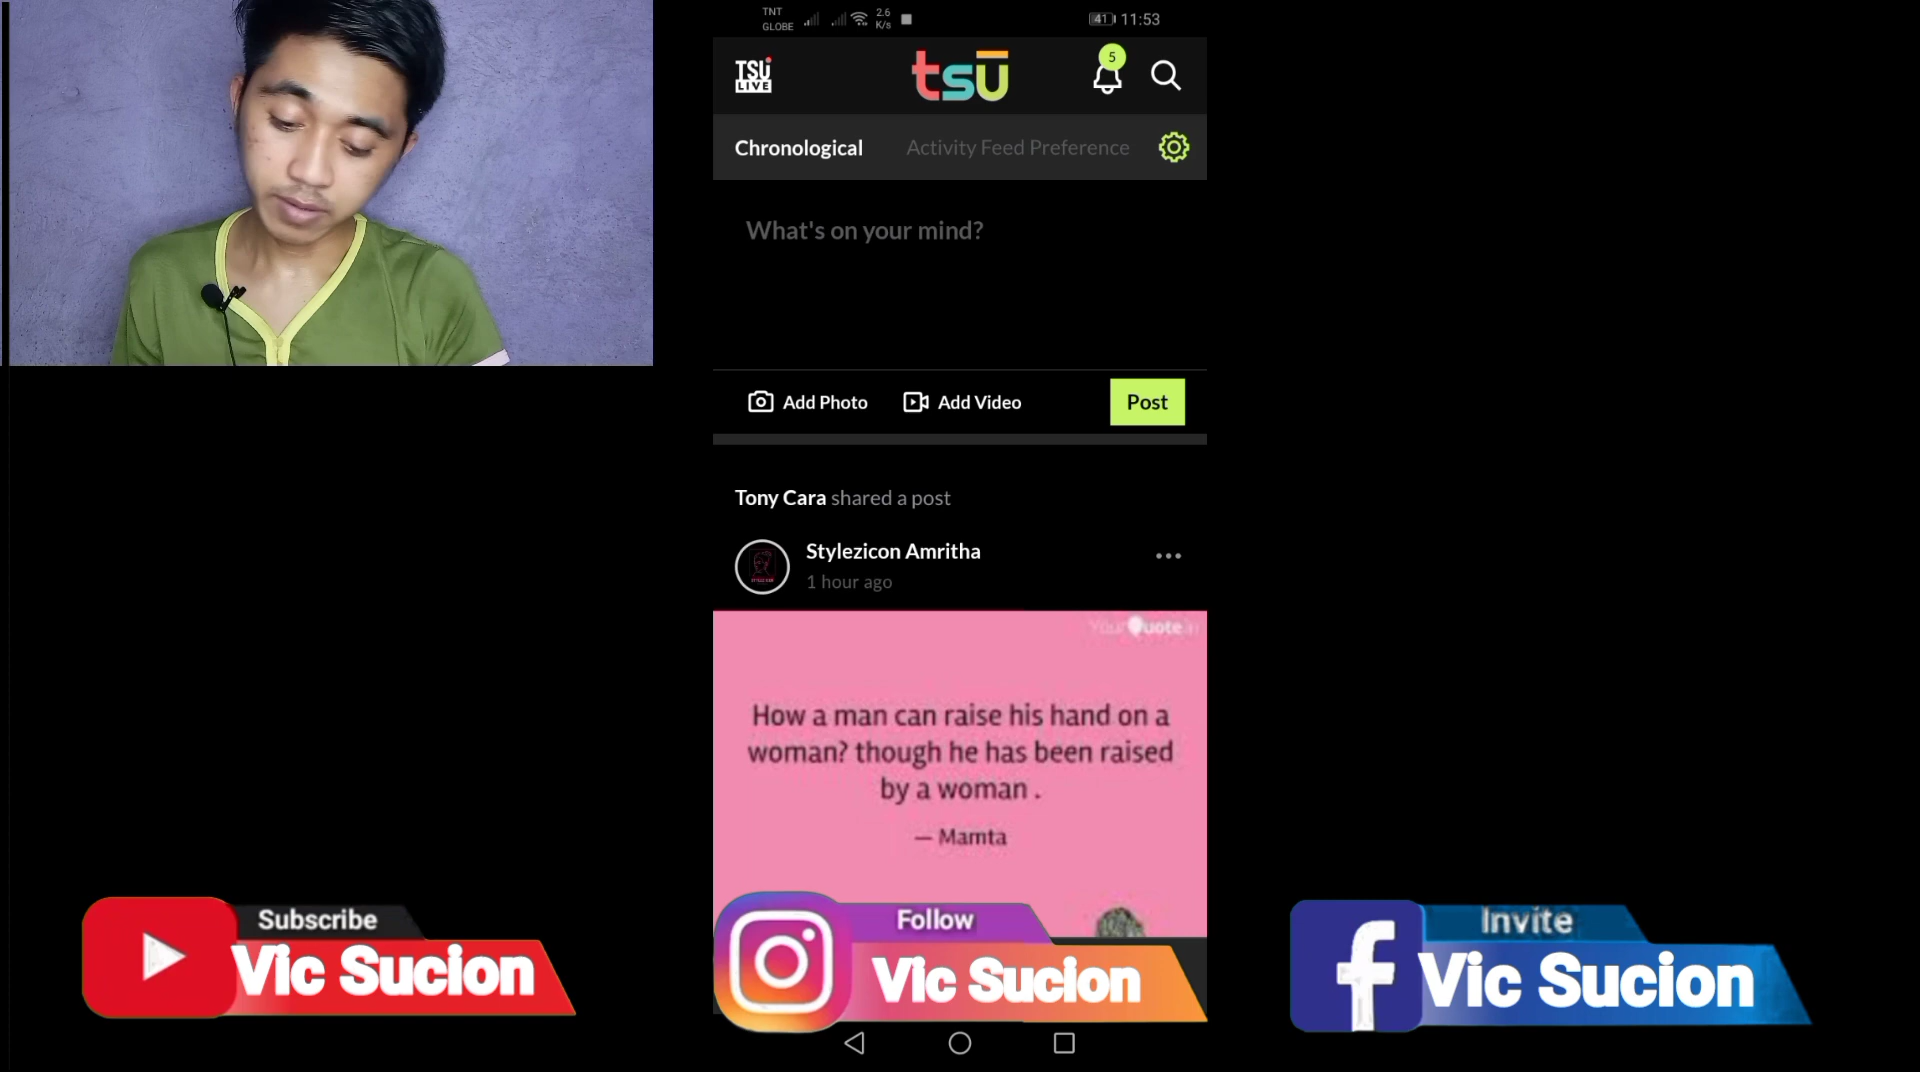 TNT
GLOBE
2.6
K/s
41
11:53
TSU
LIVE
tsū
5
Chronological
Activity Feed Preference
What's on your mind?
Add Photo
Add Video
Post
Tony Cara shared a post
Stylezicon Amritha
1 hour ago
YourQuote.in
How a man can raise his hand on a
woman? though he has been raised
by a woman .
— Mamta
Subscribe
Vic Sucion
Follow
Vic Sucion
Invite
Vic Sucion